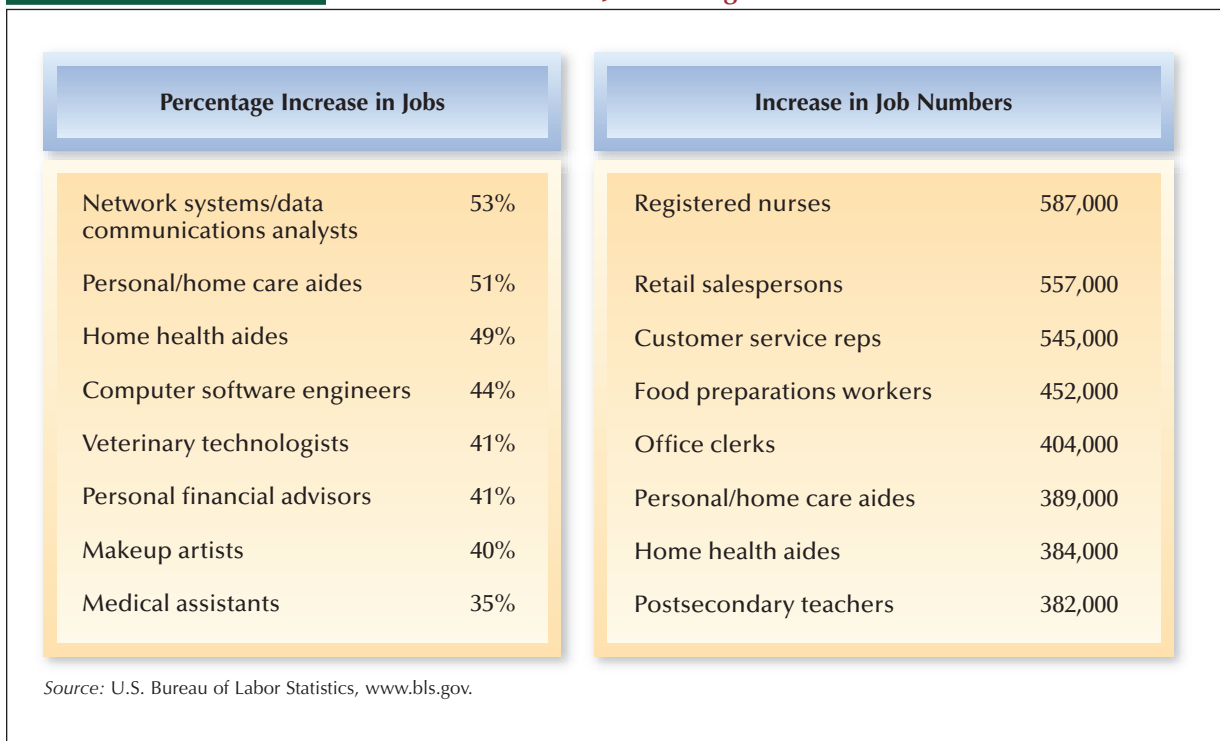 Percentage Increase in Jobs
Network systems/data 53%
communications analysts
Personal/home care aides 51%
Home health aides 49%
Computer software engineers 44%
Veterinary technologists 41%
Personal financial advisors 41%
Makeup artists 40%
Medical assistants 35%
Increase in Job Numbers
Registered nurses 587,000
Retail salespersons 557,000
Customer service reps 545,000
Food preparations workers 452,000
Office clerks 404,000
Personal/home care aides 389,000
Home health aides 384,000
Postsecondary teachers 382,000
Source: U.S. Bureau of Labor Statistics, www.bls.gov.